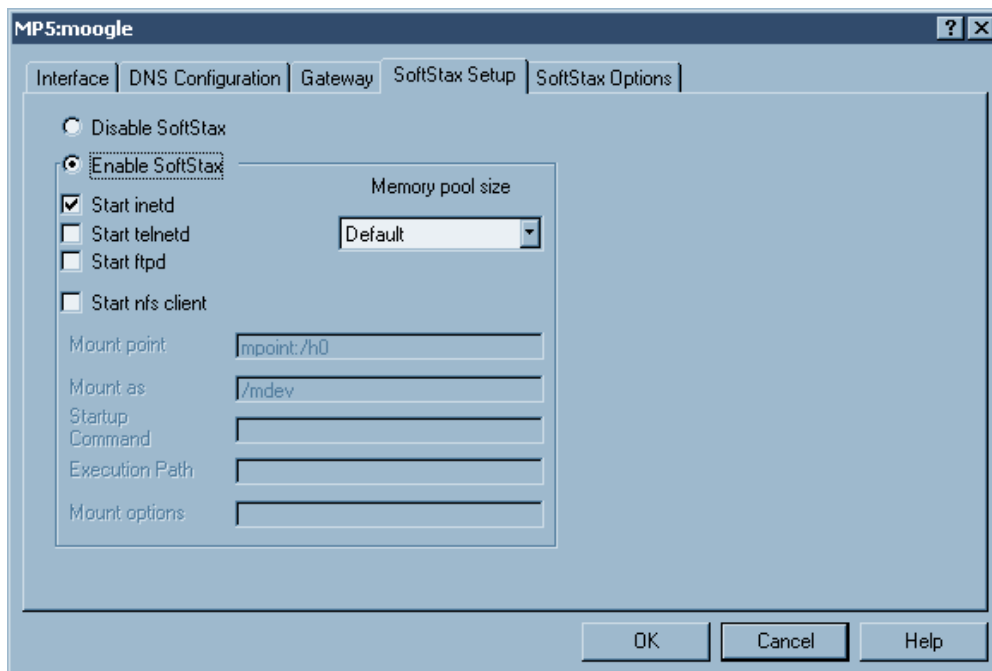 MP5:moogle
Interface DNS Configuration Gateway SoftStax Setup SoftStax Options
Disable SoftStax
Enable SoftStax
Memory pool size
Start inetd
Start telnetd
Default
Start ftpd
Start nfs client
Mount point mpoint:/h0
Mount as /mdev
Startup
Command
Execution Path
Mount options
OK Cancel Help